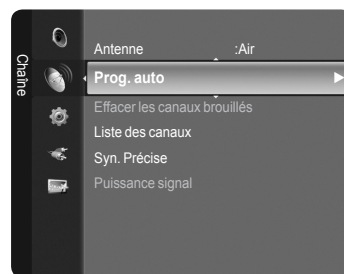 Chaîne
Antenne :Air
Prog. auto
Effacer les canaux brouillés
Liste des canaux
Syn. Précise
Puissance signal